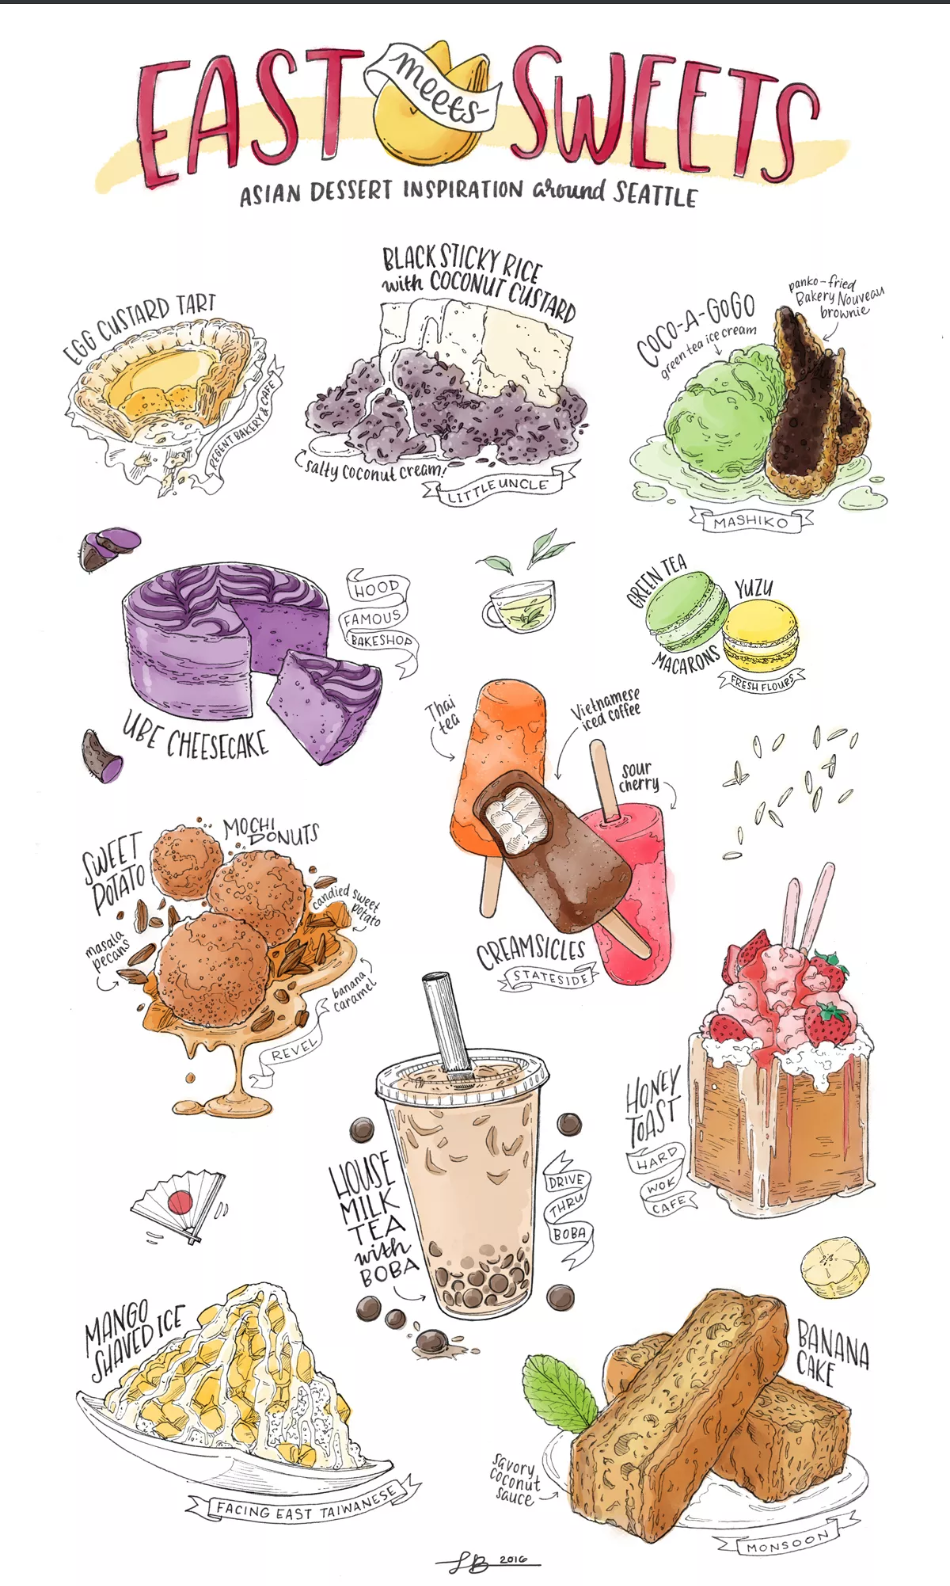 EAST meets SWEETS
ASIAN DESSERT INSPIRATION around SEATTLE
EGG CUSTARD TART
REGENT BAKERY & CAFE
BLACK STICKY RICE
with COCONUT CUSTARD
salty coconut cream!
LITTLE UNCLE
COCO-A-GOGO
green tea ice cream
panko-fried
Bakery Nouveau
brownie
MASHIKO
UBE CHEESECAKE
HOOD
FAMOUS
BAKESHOP
GREEN TEA
YUZU
MACARONS
FRESH FLOURS
Thai
tea
Vietnamese
iced coffee
sour
cherry
CREAMSICLES
STATESIDE
SWEET
POTATO
MOCHI
DONUTS
candied sweet
potato
masala
pecans
banana
caramel
REVEL
HOUSE
MILK
TEA
with
BOBA
DRIVE
THRU
BOBA
HONEY
TOAST
HARD
WOK
CAFE
MANGO
SHAVED ICE
FACING EAST TAIWANESE
BANANA
CAKE
savory
coconut
sauce
MONSOON
LB 2016